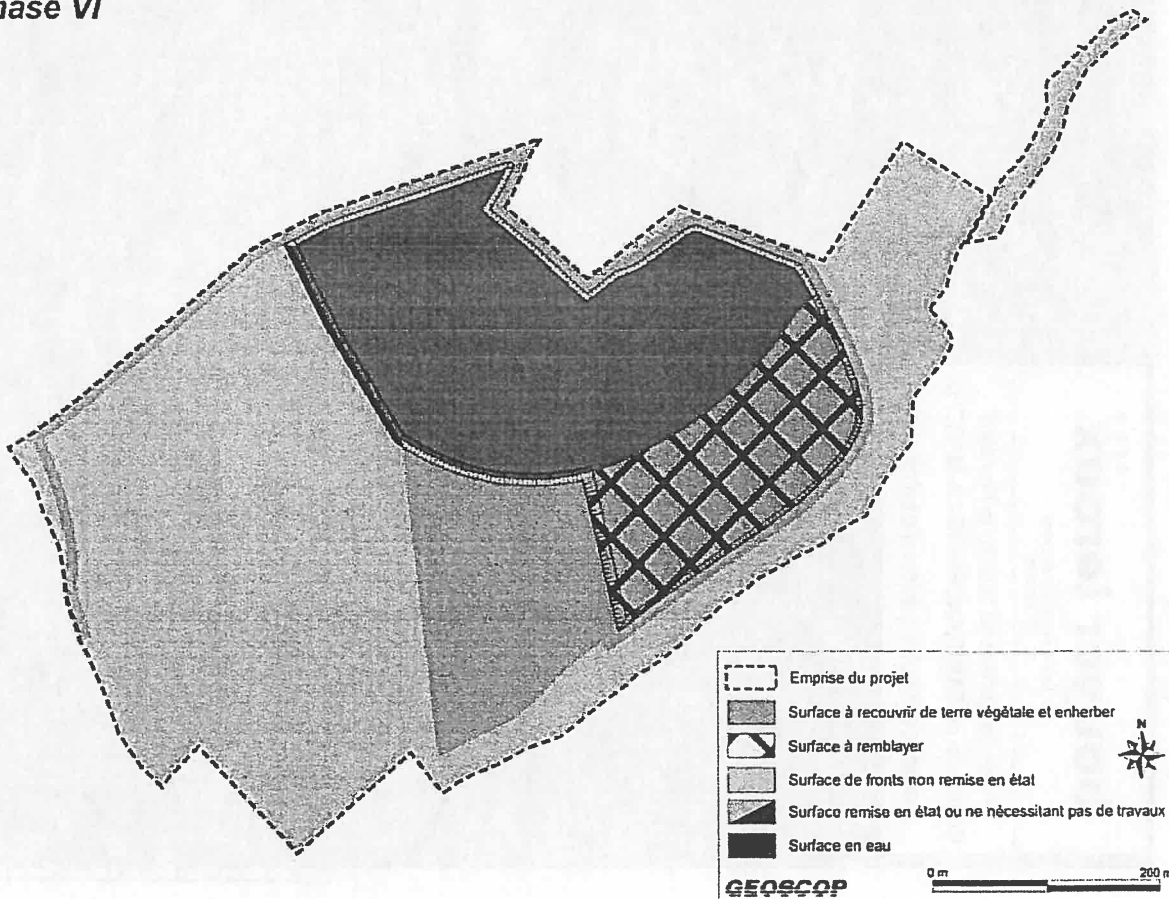 hase VI
Emprise du projet
Surface à recouvrir de terre végétale et enherber
Surface à remblayer
N
Surface de fronts non remise en état
Surface remise en état ou ne nécessitant pas de travaux
Surface en eau
GEOSCOP
0 m 200 m